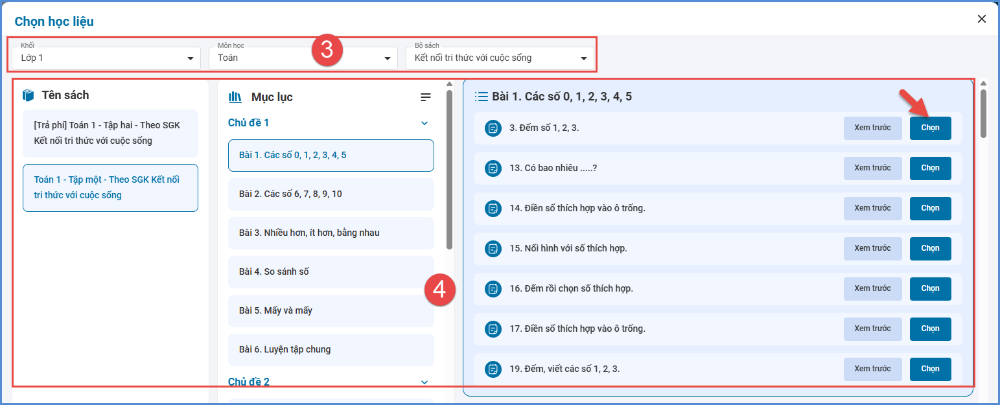 Chọn học liệu
Khối
Lớp 1
Môn học
Toán
3
Bộ sách
Kết nối tri thức với cuộc sống
Tên sách
[Trả phí] Toán 1 - Tập hai - Theo SGK
Kết nối tri thức với cuộc sống
Toán 1 - Tập một - Theo SGK Kết nối
tri thức với cuộc sống
Mục lục
Chủ đề 1
Bài 1. Các số 0, 1, 2, 3, 4, 5
Bài 2. Các số 6, 7, 8, 9, 10
Bài 3. Nhiều hơn, ít hơn, bằng nhau
Bài 4. So sánh số
Bài 5. Mấy và mấy
Bài 6. Luyện tập chung
Chủ đề 2
4
Bài 1. Các số 0, 1, 2, 3, 4, 5
3. Đếm số 1, 2, 3.
Xem trước
Chọn
13. Có bao nhiêu .....?
Xem trước
Chọn
14. Điền số thích hợp vào ô trống.
Xem trước
Chọn
15. Nối hình với số thích hợp.
Xem trước
Chọn
16. Đếm rồi chọn số thích hợp.
Xem trước
Chọn
17. Điền số thích hợp vào ô trống.
Xem trước
Chọn
19. Đếm, viết các số 1, 2, 3.
Xem trước
Chọn